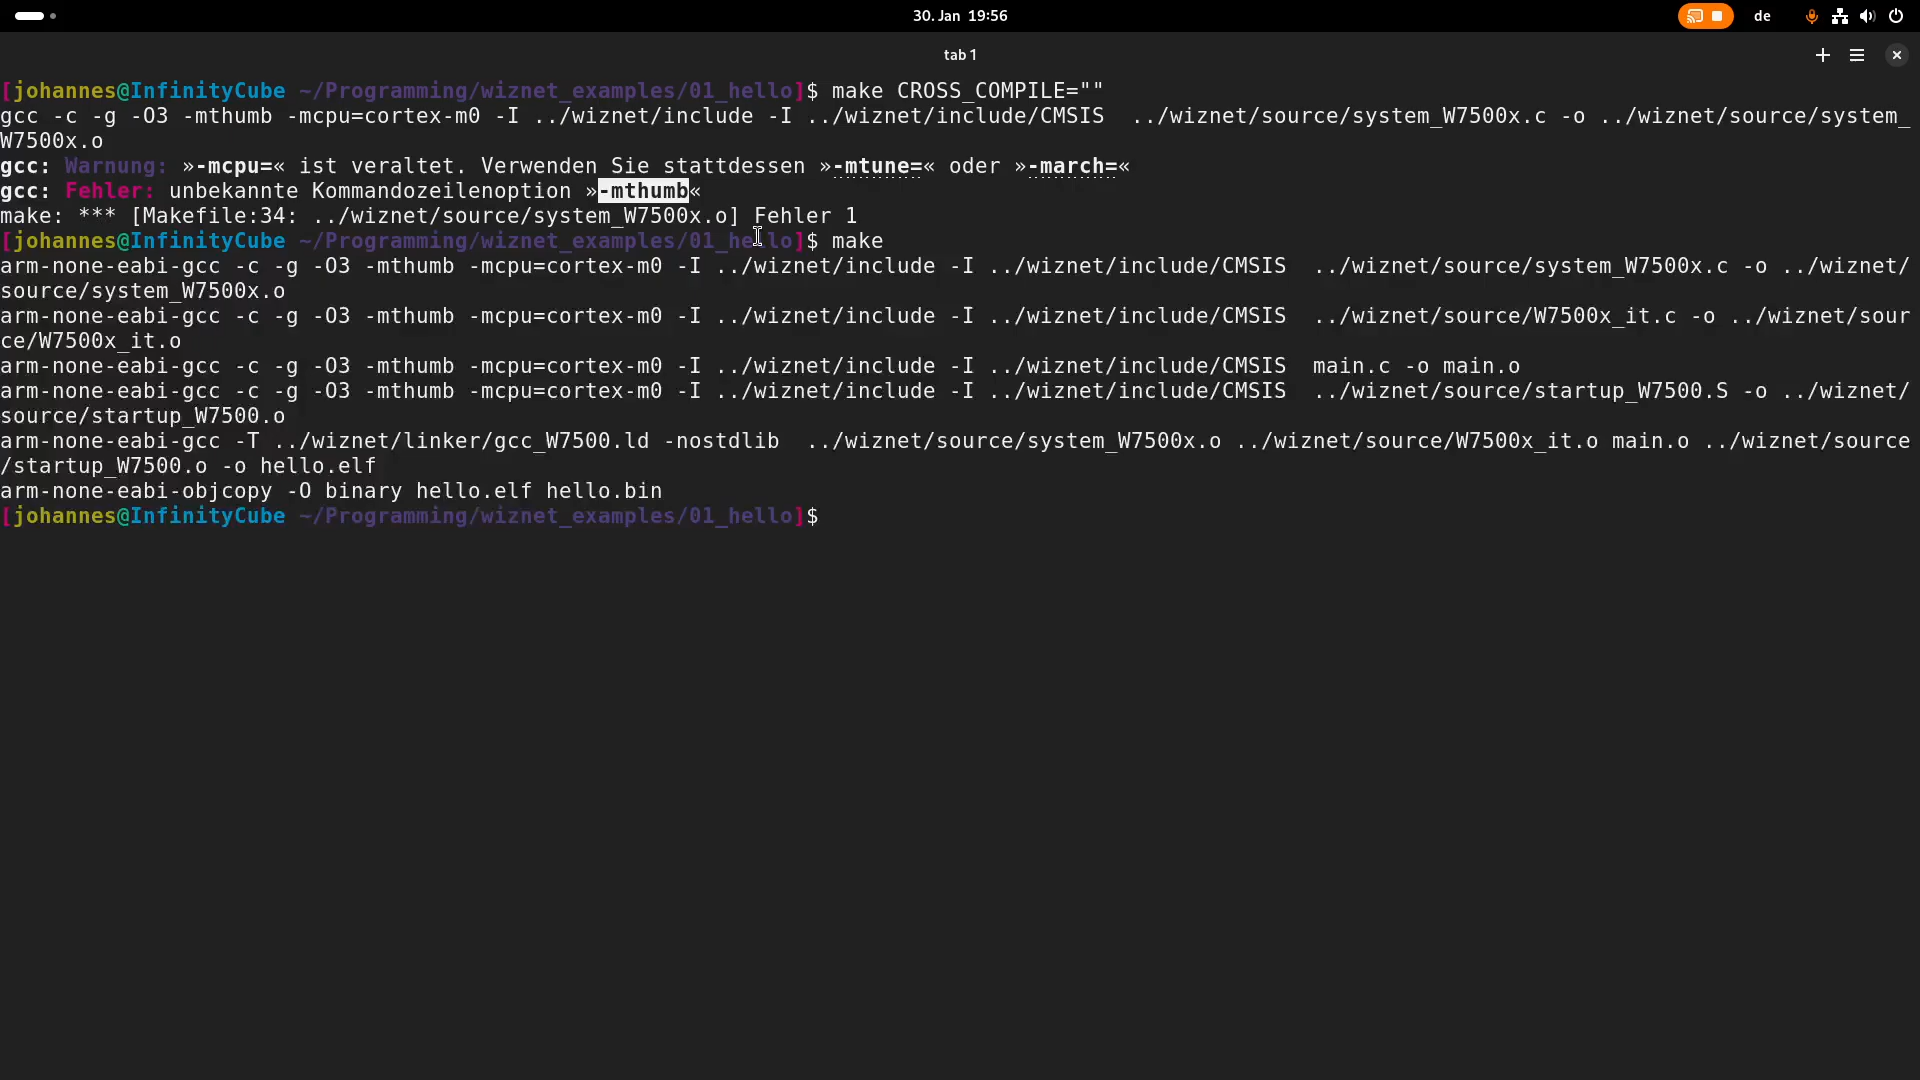 30. Jan 19:56
de
tab 1
[johannes@InfinityCube ~/Programming/wiznet_examples/01_hello]$ make CROSS_COMPILE=""
gcc -c -g -O3 -mthumb -mcpu=cortex-m0 -I ../wiznet/include -I ../wiznet/include/CMSIS  ../wiznet/source/system_W7500x.c -o ../wiznet/source/system_
W7500x.o
gcc: Warnung: »-mcpu=« ist veraltet. Verwenden Sie stattdessen »-mtune=« oder »-march=«
gcc: Fehler: unbekannte Kommandozeilenoption »-mthumb«
make: *** [Makefile:34: ../wiznet/source/system_W7500x.o] Fehler 1
[johannes@InfinityCube ~/Programming/wiznet_examples/01_hello]$ make
arm-none-eabi-gcc -c -g -O3 -mthumb -mcpu=cortex-m0 -I ../wiznet/include -I ../wiznet/include/CMSIS  ../wiznet/source/system_W7500x.c -o ../wiznet/
source/system_W7500x.o
arm-none-eabi-gcc -c -g -O3 -mthumb -mcpu=cortex-m0 -I ../wiznet/include -I ../wiznet/include/CMSIS  ../wiznet/source/W7500x_it.c -o ../wiznet/sour
ce/W7500x_it.o
arm-none-eabi-gcc -c -g -O3 -mthumb -mcpu=cortex-m0 -I ../wiznet/include -I ../wiznet/include/CMSIS  main.c -o main.o
arm-none-eabi-gcc -c -g -O3 -mthumb -mcpu=cortex-m0 -I ../wiznet/include -I ../wiznet/include/CMSIS  ../wiznet/source/startup_W7500.S -o ../wiznet/
source/startup_W7500.o
arm-none-eabi-gcc -T ../wiznet/linker/gcc_W7500.ld -nostdlib  ../wiznet/source/system_W7500x.o ../wiznet/source/W7500x_it.o main.o ../wiznet/source
/startup_W7500.o -o hello.elf
arm-none-eabi-objcopy -O binary hello.elf hello.bin
[johannes@InfinityCube ~/Programming/wiznet_examples/01_hello]$